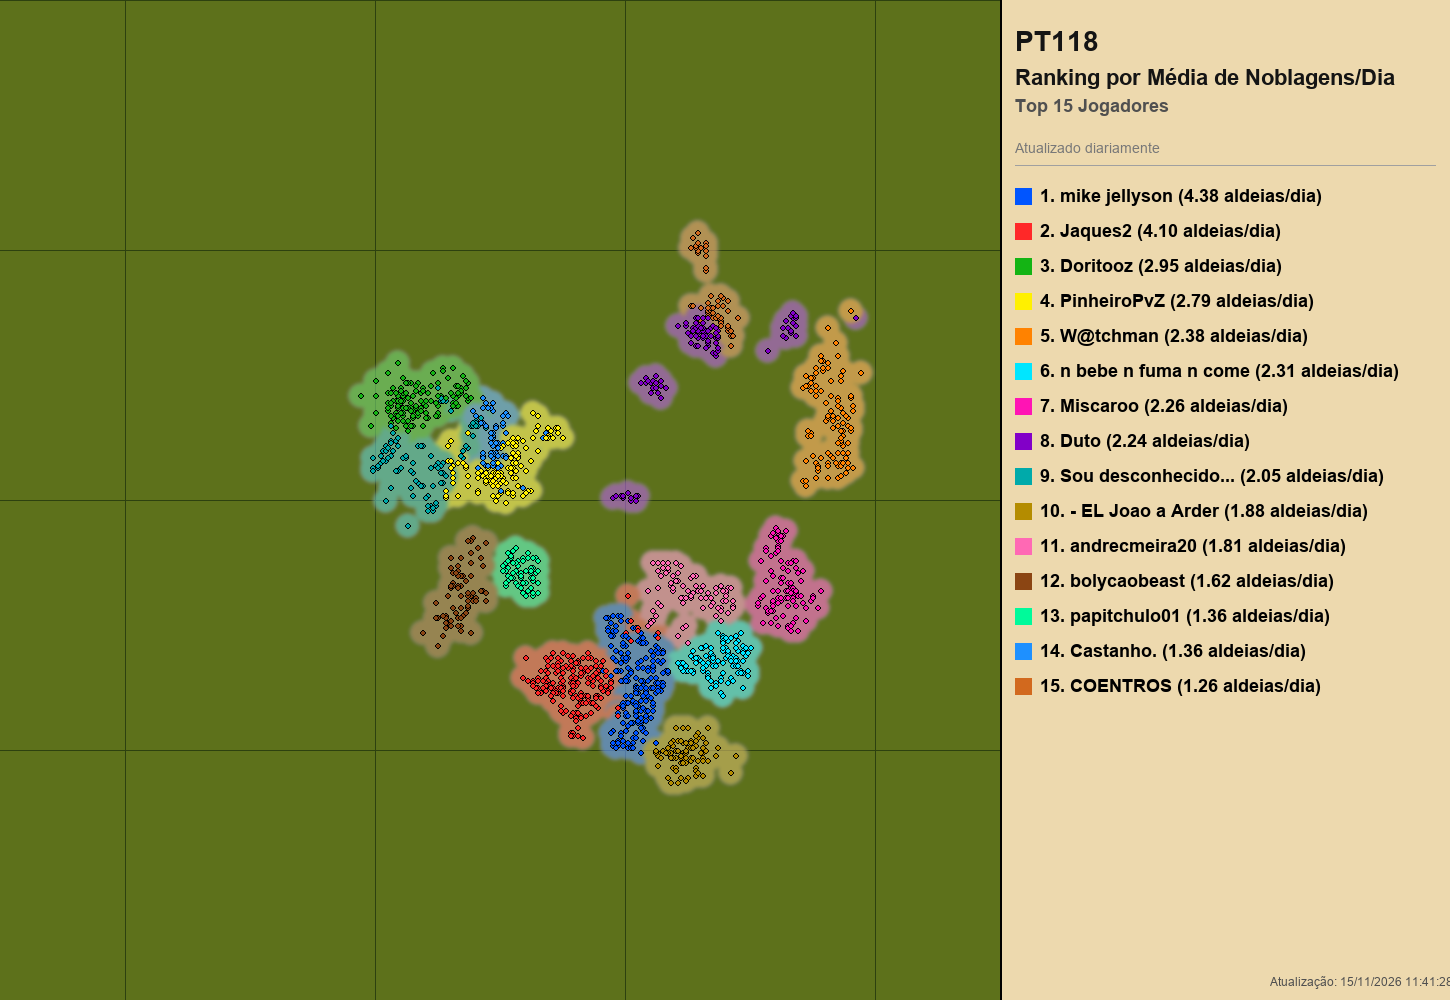 PT118
Ranking por Média de Noblagens/Dia
Top 15 Jogadores
Atualizado diariamente
1. mike jellyson (4.38 aldeias/dia)
2. Jaques2 (4.10 aldeias/dia)
3. Doritooz (2.95 aldeias/dia)
4. PinheiroPvZ (2.79 aldeias/dia)
5. W@tchman (2.38 aldeias/dia)
6. n bebe n fuma n come (2.31 aldeias/dia)
7. Miscaroo (2.26 aldeias/dia)
8. Duto (2.24 aldeias/dia)
9. Sou desconhecido... (2.05 aldeias/dia)
10. - EL Joao a Arder (1.88 aldeias/dia)
11. andrecmeira20 (1.81 aldeias/dia)
12. bolycaobeast (1.62 aldeias/dia)
13. papitchulo01 (1.36 aldeias/dia)
14. Castanho. (1.36 aldeias/dia)
15. COENTROS (1.26 aldeias/dia)
Atualização: 15/11/2026 11:41:28